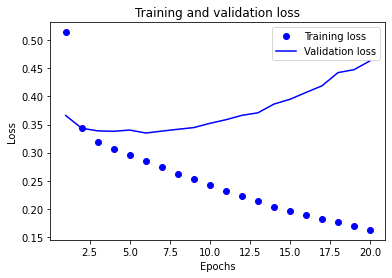 Training and validation loss
Training loss
Validation loss
0.50
0.45
0.40
0.35
0.30
0.25
0.20
0.15
Loss
2.5 5.0 7.5 10.0 12.5 15.0 17.5 20.0
Epochs